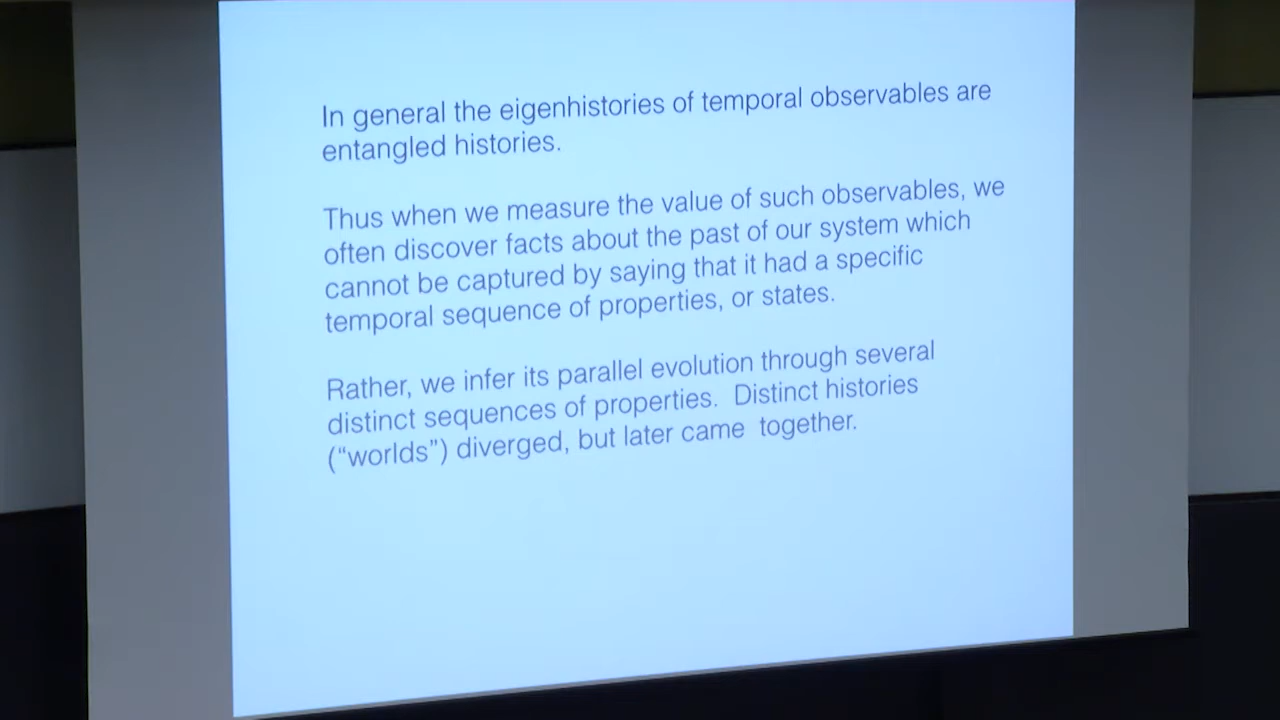 In general the eigenhistories of temporal observables are
entangled histories.
Thus when we measure the value of such observables, we
often discover facts about the past of our system which
cannot be captured by saying that it had a specific
temporal sequence of properties, or states.
Rather, we infer its parallel evolution through several
distinct sequences of properties.  Distinct histories
(“worlds”) diverged, but later came  together.